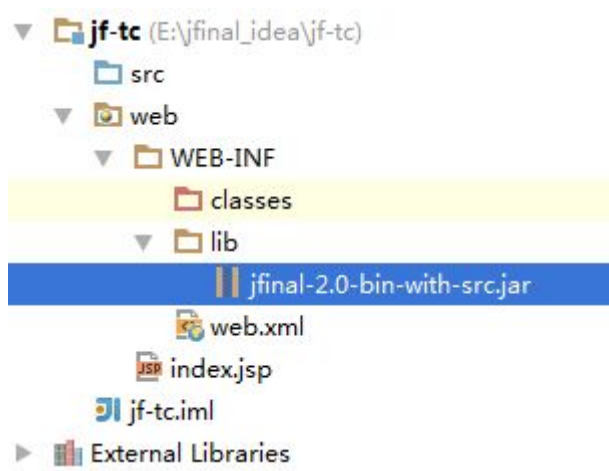 jf-tc (E:\jfinal_idea\jf-tc)
src
web
WEB-INF
classes
lib
jfinal-2.0-bin-with-src.jar
web.xml
JSP index.jsp
jf-tc.iml
External Libraries